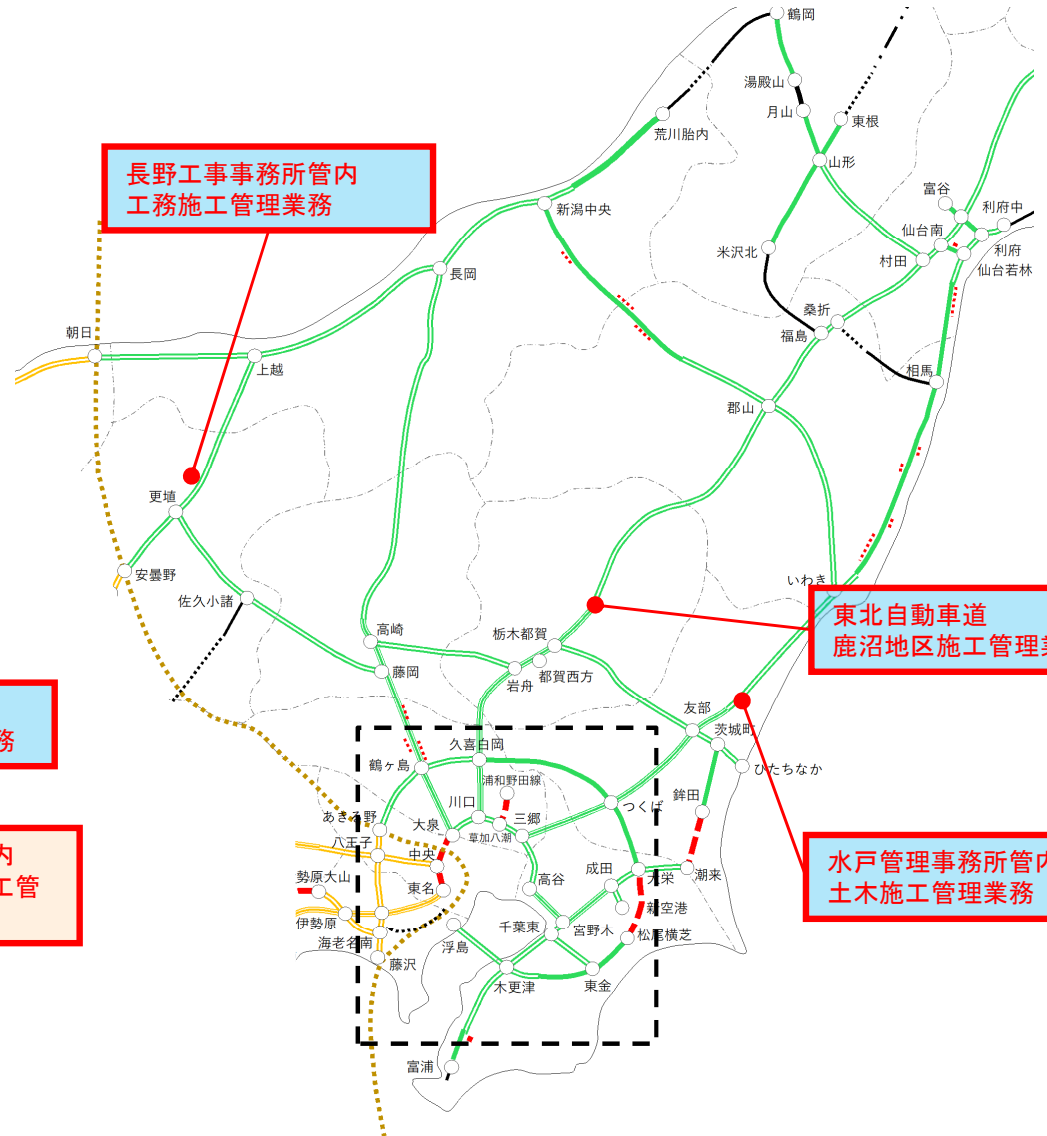 鶴岡
湯殿山
月山
東根
荒川胎内
山形
長野工事事務所管内
工務施工管理業務
富谷
利府中
新潟中央
仙台南
利府
米沢北
村田
仙台若林
長岡
桑折
福島
朝日
上越
相馬
郡山
更埴
安曇野
いわき
佐久小諸
東北自動車道
鹿沼地区施工管理業
高崎
栃木都賀
藤岡
岩舟
都賀西方
友部
茨城町
務
久喜白岡
鶴ヶ島
ひたちなか
浦和野田線
川口
つくば
鉾田
あきる野
大泉
草加八潮
三郷
八王子
中央
内
工管
水戸管理事務所管内
土木施工管理業務
勢原大山
東名
高谷
成田
大栄
潮来
新空港
伊勢原
千葉東
宮野木
松尾横芝
海老名南
浮島
藤沢
木更津
東金
富浦